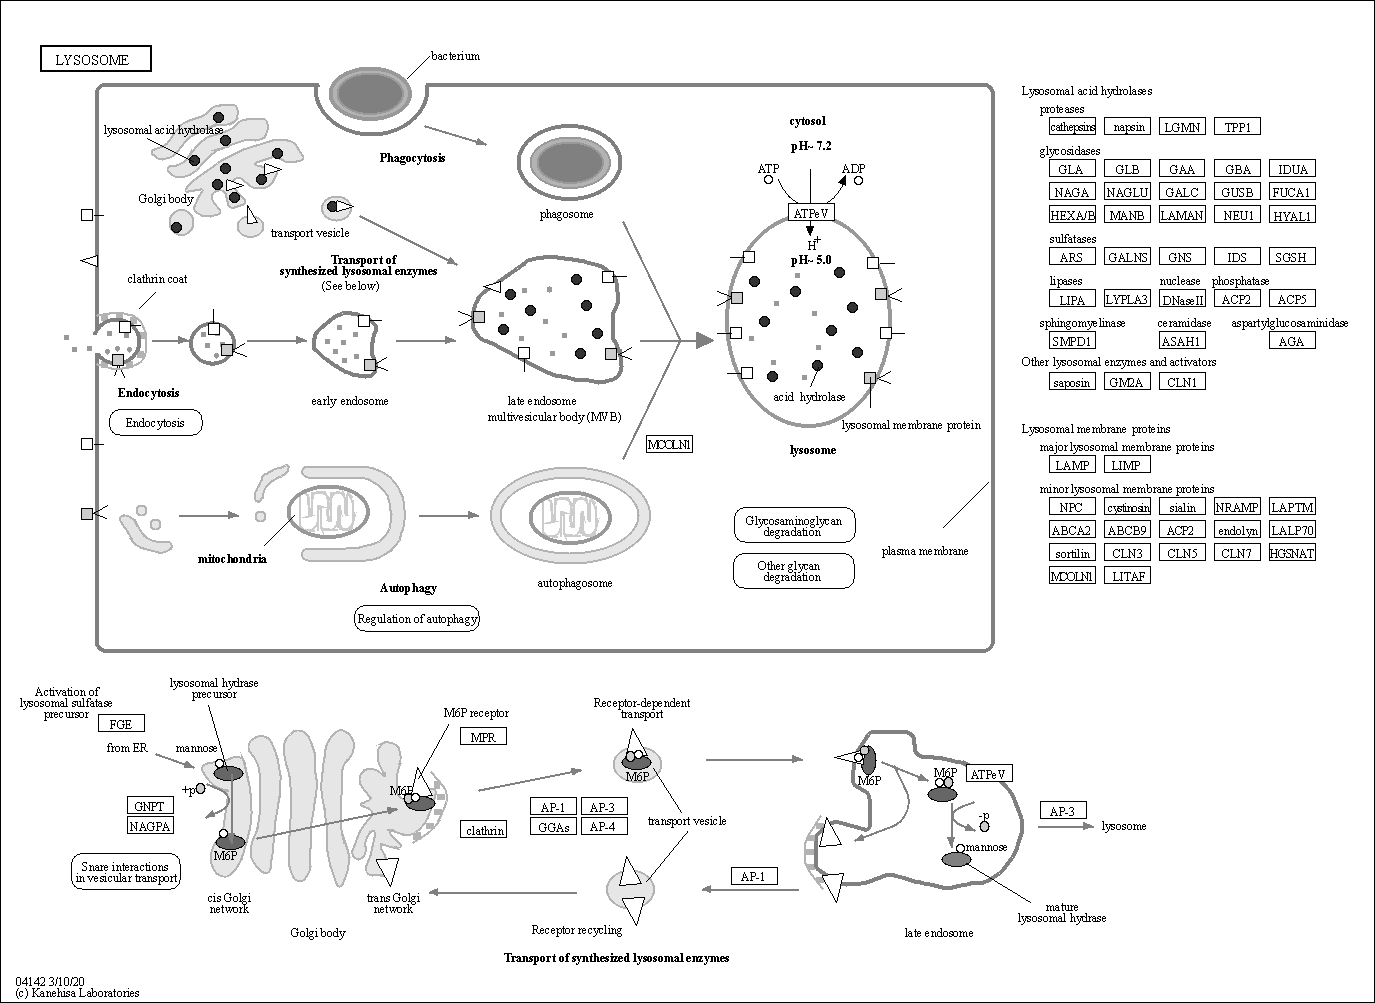 LYSOSOME
bacterium
lysosomal acid hydrolase
Golgi body
Phagocytosis
phagosome
transport vesicle
Transport of
synthesized lysosomal enzymes
(See below)
clathrin coat
Endocytosis
Endocytosis
early endosome
late endosome
multivesicular body (MVB)
cytosol
pH~ 7.2
ATP
ADP
ATPeV
H+
pH~ 5.0
acid hydrolase
lysosomal membrane protein
lysosome
MCOLN1
mitochondria
Autophagy
Regulation of autophagy
autophagosome
Glycosaminoglycan
degradation
Other glycan
degradation
plasma membrane
Lysosomal acid hydrolases
proteases
cathepsins napsin LGMN TPP1
glycosidases
GLA GLB GAA GBA IDUA
NAGA NAGLU GALC GUSB FUCA1
HEXA/B MANB LAMAN NEU1 HYAL1
sulfatases
ARS GALNS GNS IDS SGSH
lipases nuclease phosphatase
LIPA LYPLA3 DNaseII ACP2 ACP5
sphingomyelinase ceramidase aspartylglucosaminidase
SMPD1 ASAH1 AGA
Other lysosomal enzymes and activators
saposin GM2A CLN1
Lysosomal membrane proteins
major lysosomal membrane proteins
LAMP LIMP
minor lysosomal membrane proteins
NPC cystinosin sialin NRAMP LAPTM
ABCA2 ABCB9 ACP2 endolyn LALP70
sortilin CLN3 CLN5 CLN7 HGSNAT
MCOLN1 LITAF
Activation of
lysosomal sulfatase
precursor
FGE
lysosomal hydrase
precursor
from ER
mannose
+p
GNPT
NAGPA
M6P
Snare interactions
in vesicular transport
cis Golgi
network
Golgi body
trans Golgi
network
M6P receptor
MPR
M6P
clathrin
Receptor-dependent
transport
M6P
AP-1 AP-3
GGAs AP-4
transport vesicle
Receptor recycling
AP-1
M6P
M6P
ATPeV
-p
mannose
AP-3
lysosome
mature
lysosomal hydrase
late endosome
Transport of synthesized lysosomal enzymes
04142 3/10/20
(c) Kanehisa Laboratories